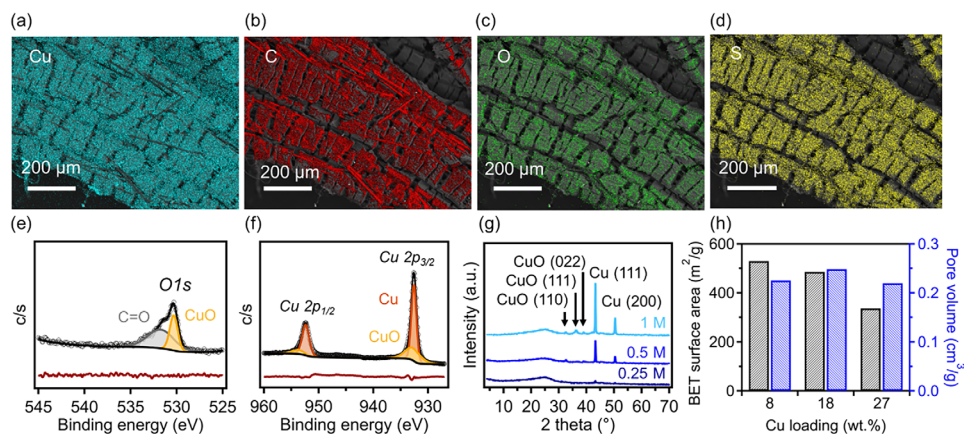 (a)
(b)
(c)
(d)
Cu
C
O
S
200 µm
200 µm
200 µm
200 µm
(e)
(f)
(g)
(h)
c/s
O1s
C=O
CuO
545 540 535 530 525
Binding energy (eV)
c/s
Cu 2p3/2
Cu 2p1/2
Cu
CuO
960 950 940 930
Binding energy (eV)
Intensity (a.u.)
CuO (022)
CuO (111)
CuO (110)
Cu (111)
Cu (200)
1 M
0.5 M
0.25 M
10 20 30 40 50 60 70
2 theta (°)
BET surface area (m²/g)
600
400
200
0
0.3
0.2
0.1
0.0
Pore volume (cm³/g)
8 18 27
Cu loading (wt.%)